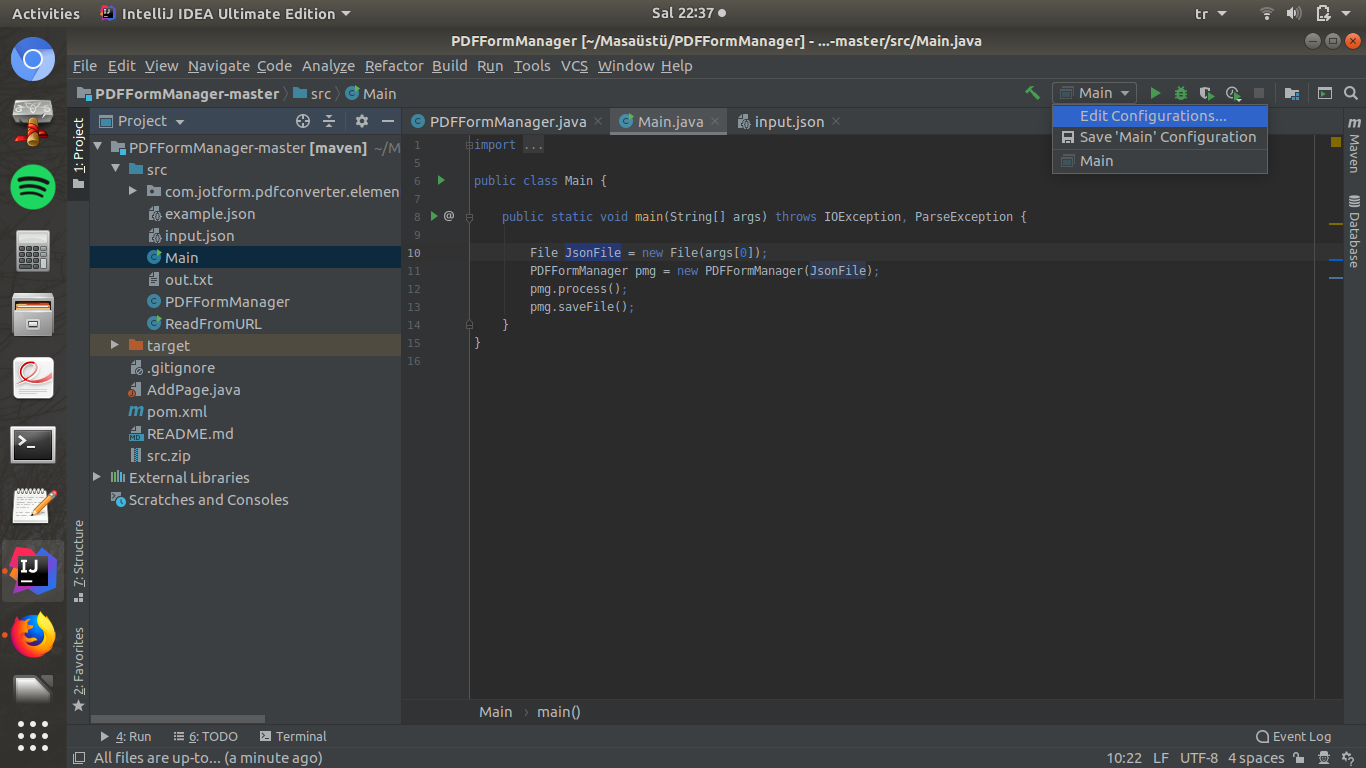 Activities IntelliJ IDEA Ultimate Edition Sal 22:37 tr
PDFFormManager [~/Masaüstü/PDFFormManager] - ...-master/src/Main.java
File Edit View Navigate Code Analyze Refactor Build Run Tools VCS Window Help
PDFFormManager-master src Main Main
Edit Configurations...
Save 'Main' Configuration
Main
Project
PDFFormManager.java Main.java input.json
1: Project
7: Structure
2: Favorites
PDFFormManager-master [maven] ~/M
src
com.jotform.pdfconverter.elemen
example.json
input.json
Main
out.txt
PDFFormManager
ReadFromURL
target
.gitignore
AddPage.java
pom.xml
README.md
src.zip
External Libraries
Scratches and Consoles
1 import ...
5
6 public class Main {
7
8 @ public static void main(String[] args) throws IOException, ParseException {
9
10 File JsonFile = new File(args[0]);
11 PDFFormManager pmg = new PDFFormManager(JsonFile);
12 pmg.process();
13 pmg.saveFile();
14 }
15 }
16
m Maven
Database
Main main()
4: Run 6: TODO Terminal Event Log
All files are up-to... (a minute ago) 10:22 LF UTF-8 4 spaces
IJ